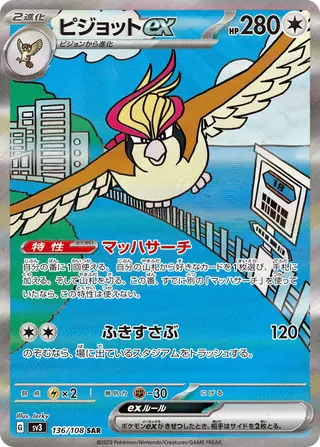 2進化 ピジョットex HP280
ピジョンから進化
特性 マッハサーチ
自分の番に1回使える。自分の山札から好きなカードを1枚選び、手札に
加える。そして山札を切る。この番、すでに別の「マッハサーチ」を使って
いたなら、この特性は使えない。
ふきすさぶ 120
のぞむなら、場に出ているスタジアムをトラッシュする。
弱点 ×2 抵抗力 -30 にげる
Illus. Jerky
G sv3 136/108 SAR
exルール
ポケモンexがきぜつしたとき、相手はサイドを2枚とる。
©2023 Pokémon/Nintendo/Creatures/GAME FREAK.